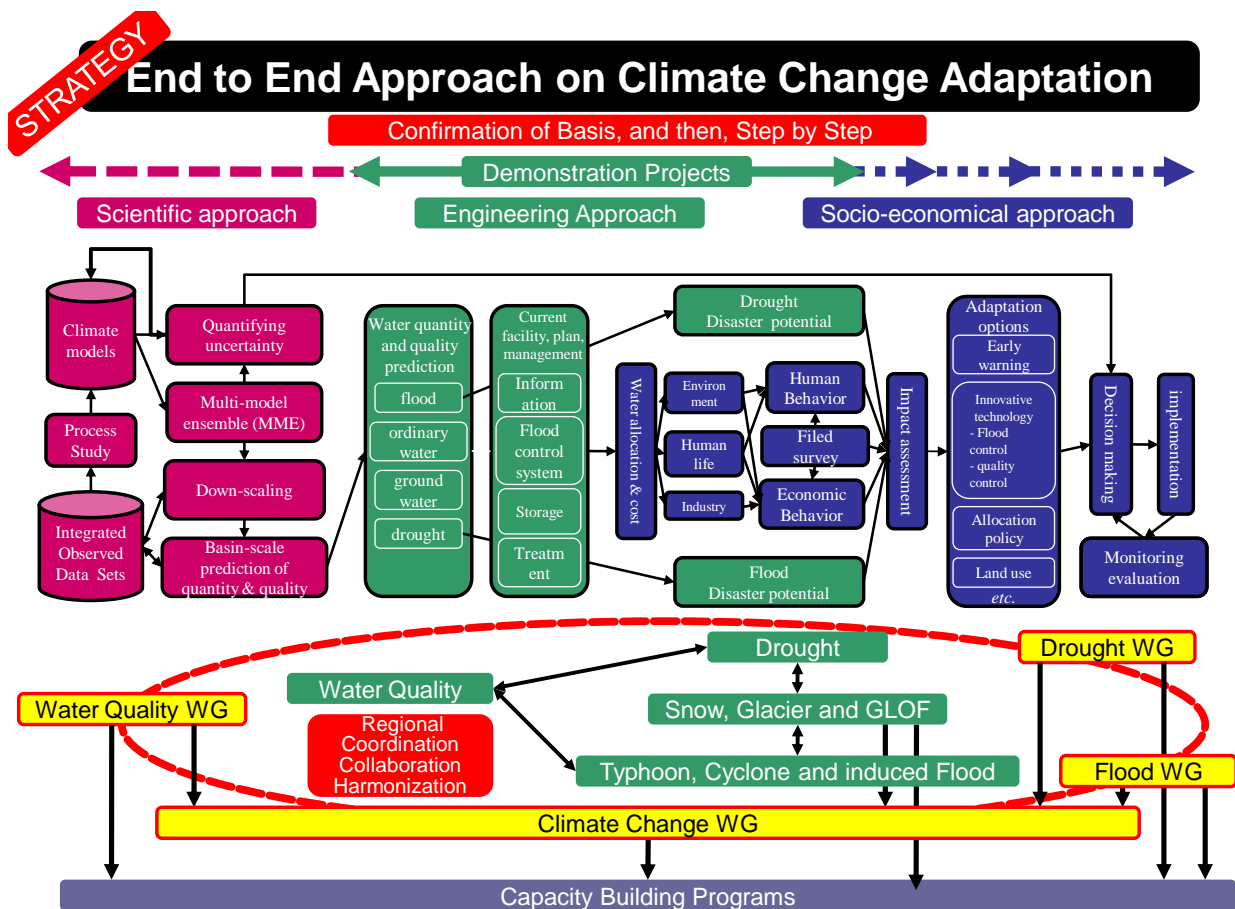 STRATEGY
End to End Approach on Climate Change Adaptation
Confirmation of Basis, and then, Step by Step
Demonstration Projects
Scientific approach
Engineering Approach
Socio-economical approach
Climate
models
Process
Study
Integrated
Observed
Data Sets
Quantifying
uncertainty
Multi-model
ensemble (MME)
Down-scaling
Basin-scale
prediction of
quantity & quality
Water quantity
and quality
prediction
flood
ordinary
water
ground
water
drought
Current
facility, plan,
management
Inform
ation
Flood
control
system
Storage
Treatm
ent
Drought
Disaster potential
Water allocation & cost
Environ
ment
Human
life
Industry
Human
Behavior
Filed
survey
Economic
Behavior
Flood
Disaster potential
Impact assessment
Adaptation
options
Early
warning
Innovative
technology
- Flood
control
- quality
control
Allocation
policy
Land use
etc.
Decision making
implementation
Monitoring
evaluation
Drought
Drought WG
Water Quality
Water Quality WG
Snow, Glacier and GLOF
Regional
Coordination
Collaboration
Harmonization
Typhoon, Cyclone and induced Flood
Flood WG
Climate Change WG
Capacity Building Programs